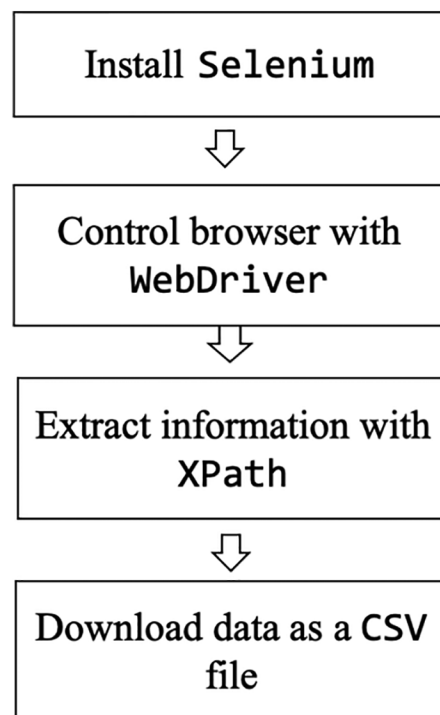 Install Selenium
Control browser with
WebDriver
Extract information with
XPath
Download data as a CSV
file